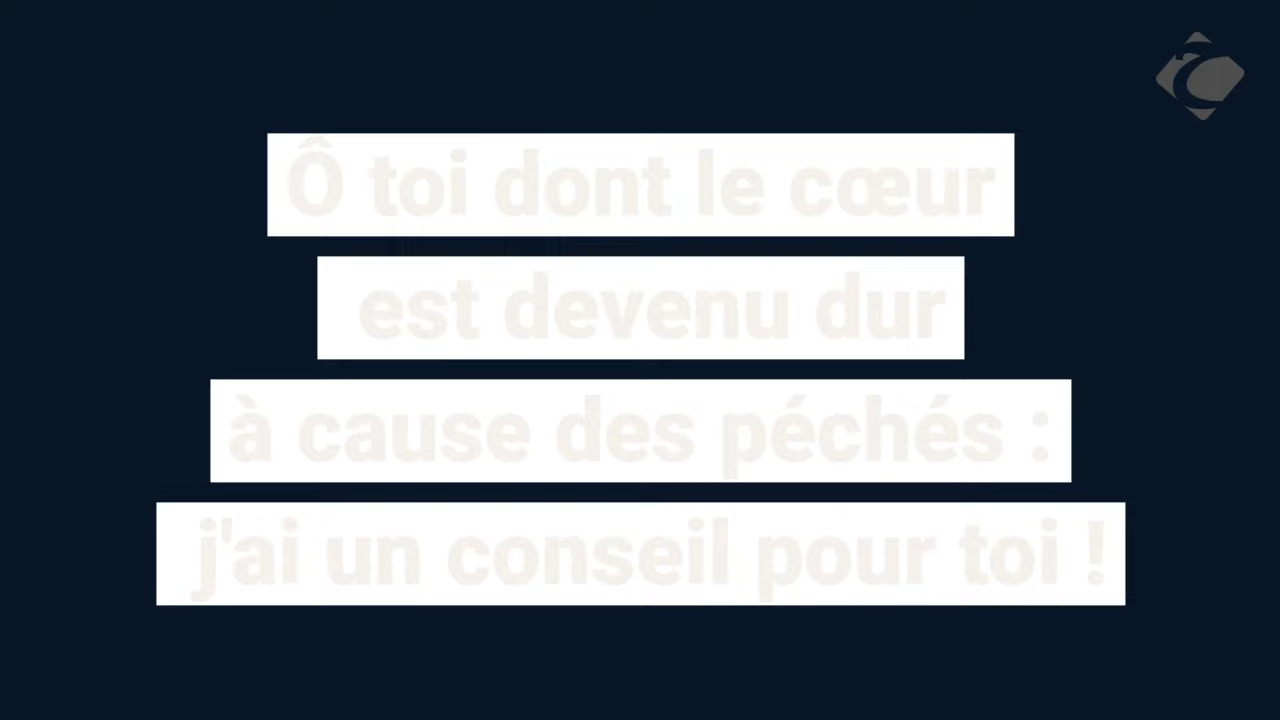 Ô toi dont le cœur
est devenu dur
à cause des péchés :
j'ai un conseil pour toi !